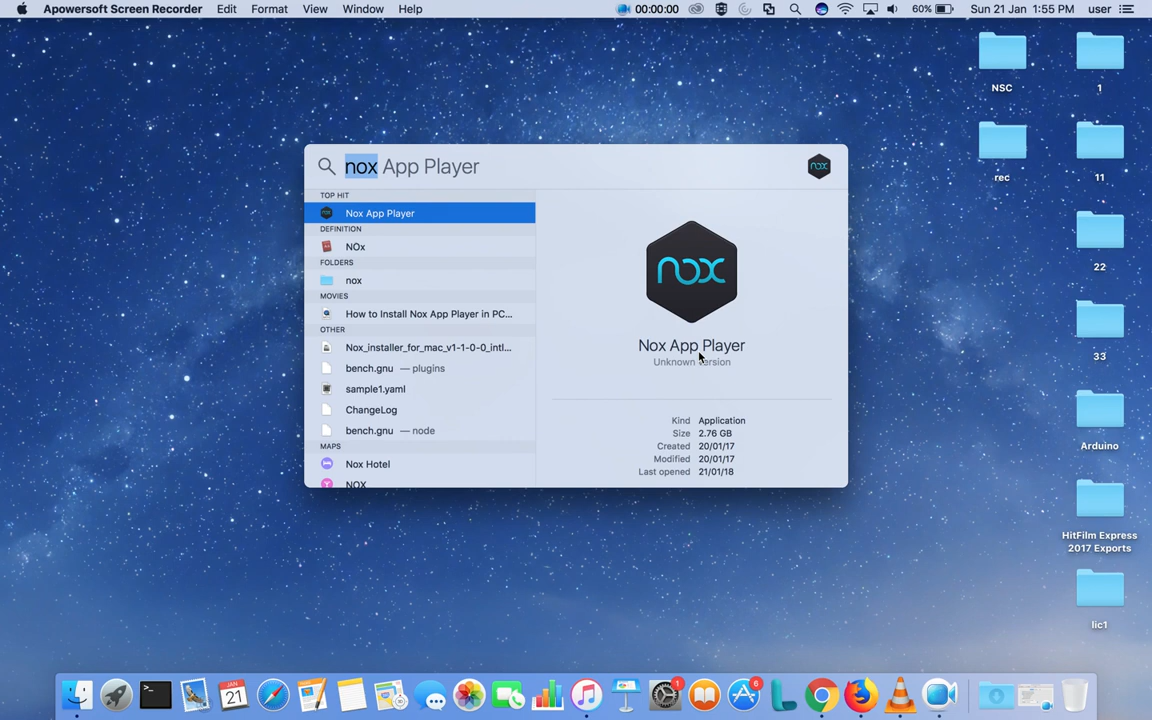 Apowersoft Screen Recorder Edit Format View Window Help 00:00:00 60% Sun 21 Jan 1:55 PM user
NSC
1
rec
11
22
33
Arduino
HitFilm Express
2017 Exports
lic1
nox App Player
nox
TOP HIT
Nox App Player
DEFINITION
NOx
FOLDERS
nox
MOVIES
How to Install Nox App Player in PC...
OTHER
Nox_installer_for_mac_v1-1-0-0_intl...
bench.gnu — plugins
sample1.yaml
ChangeLog
bench.gnu — node
MAPS
Nox Hotel
NOX
nox
Nox App Player
Unknown version
Kind Application
Size 2.76 GB
Created 20/01/17
Modified 20/01/17
Last opened 21/01/18
JAN
21
1
6